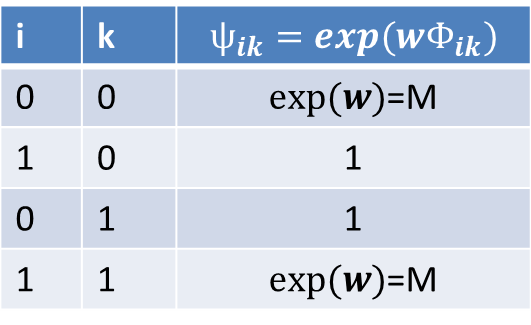 i k ψik = exp(wΦik)
0 0 exp(w)=M
1 0 1
0 1 1
1 1 exp(w)=M